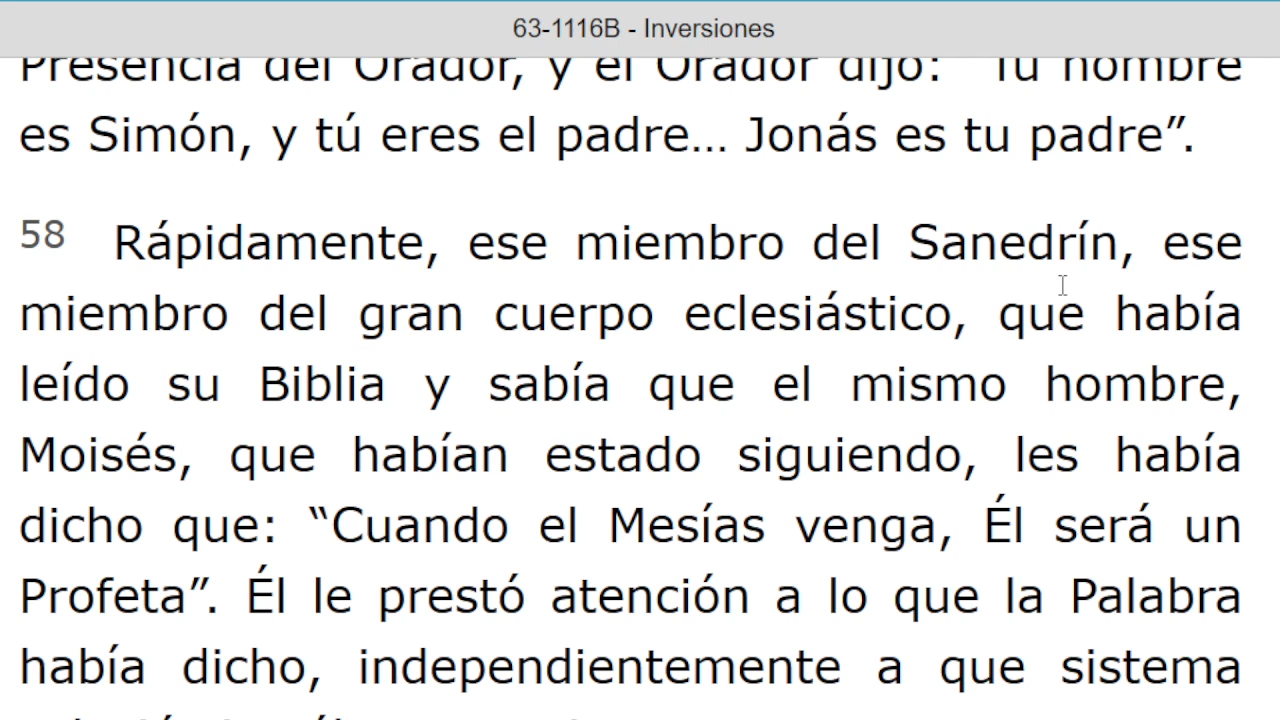 63-1116B - Inversiones
Presencia del Orador, y el Orador dijo: “Tu nombre
es Simón, y tú eres el padre… Jonás es tu padre”.
58 Rápidamente, ese miembro del Sanedrín, ese
miembro del gran cuerpo eclesiástico, que había
leído su Biblia y sabía que el mismo hombre,
Moisés, que habían estado siguiendo, les había
dicho que: “Cuando el Mesías venga, Él será un
Profeta”. Él le prestó atención a lo que la Palabra
había dicho, independientemente a que sistema